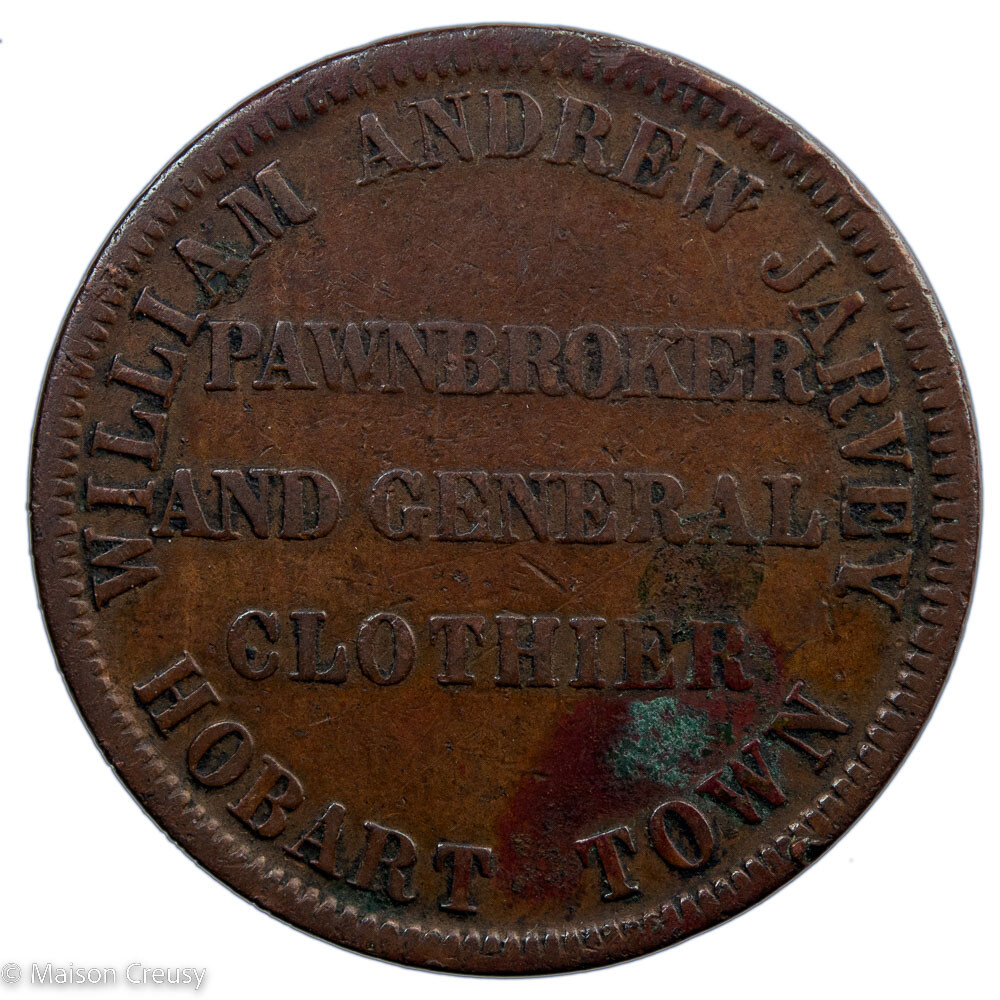 WILLIAM ANDREW JARVEY
PAWNBROKER
AND GENERAL
CLOTHIER
HOBART TOWN
© Maison Creusy